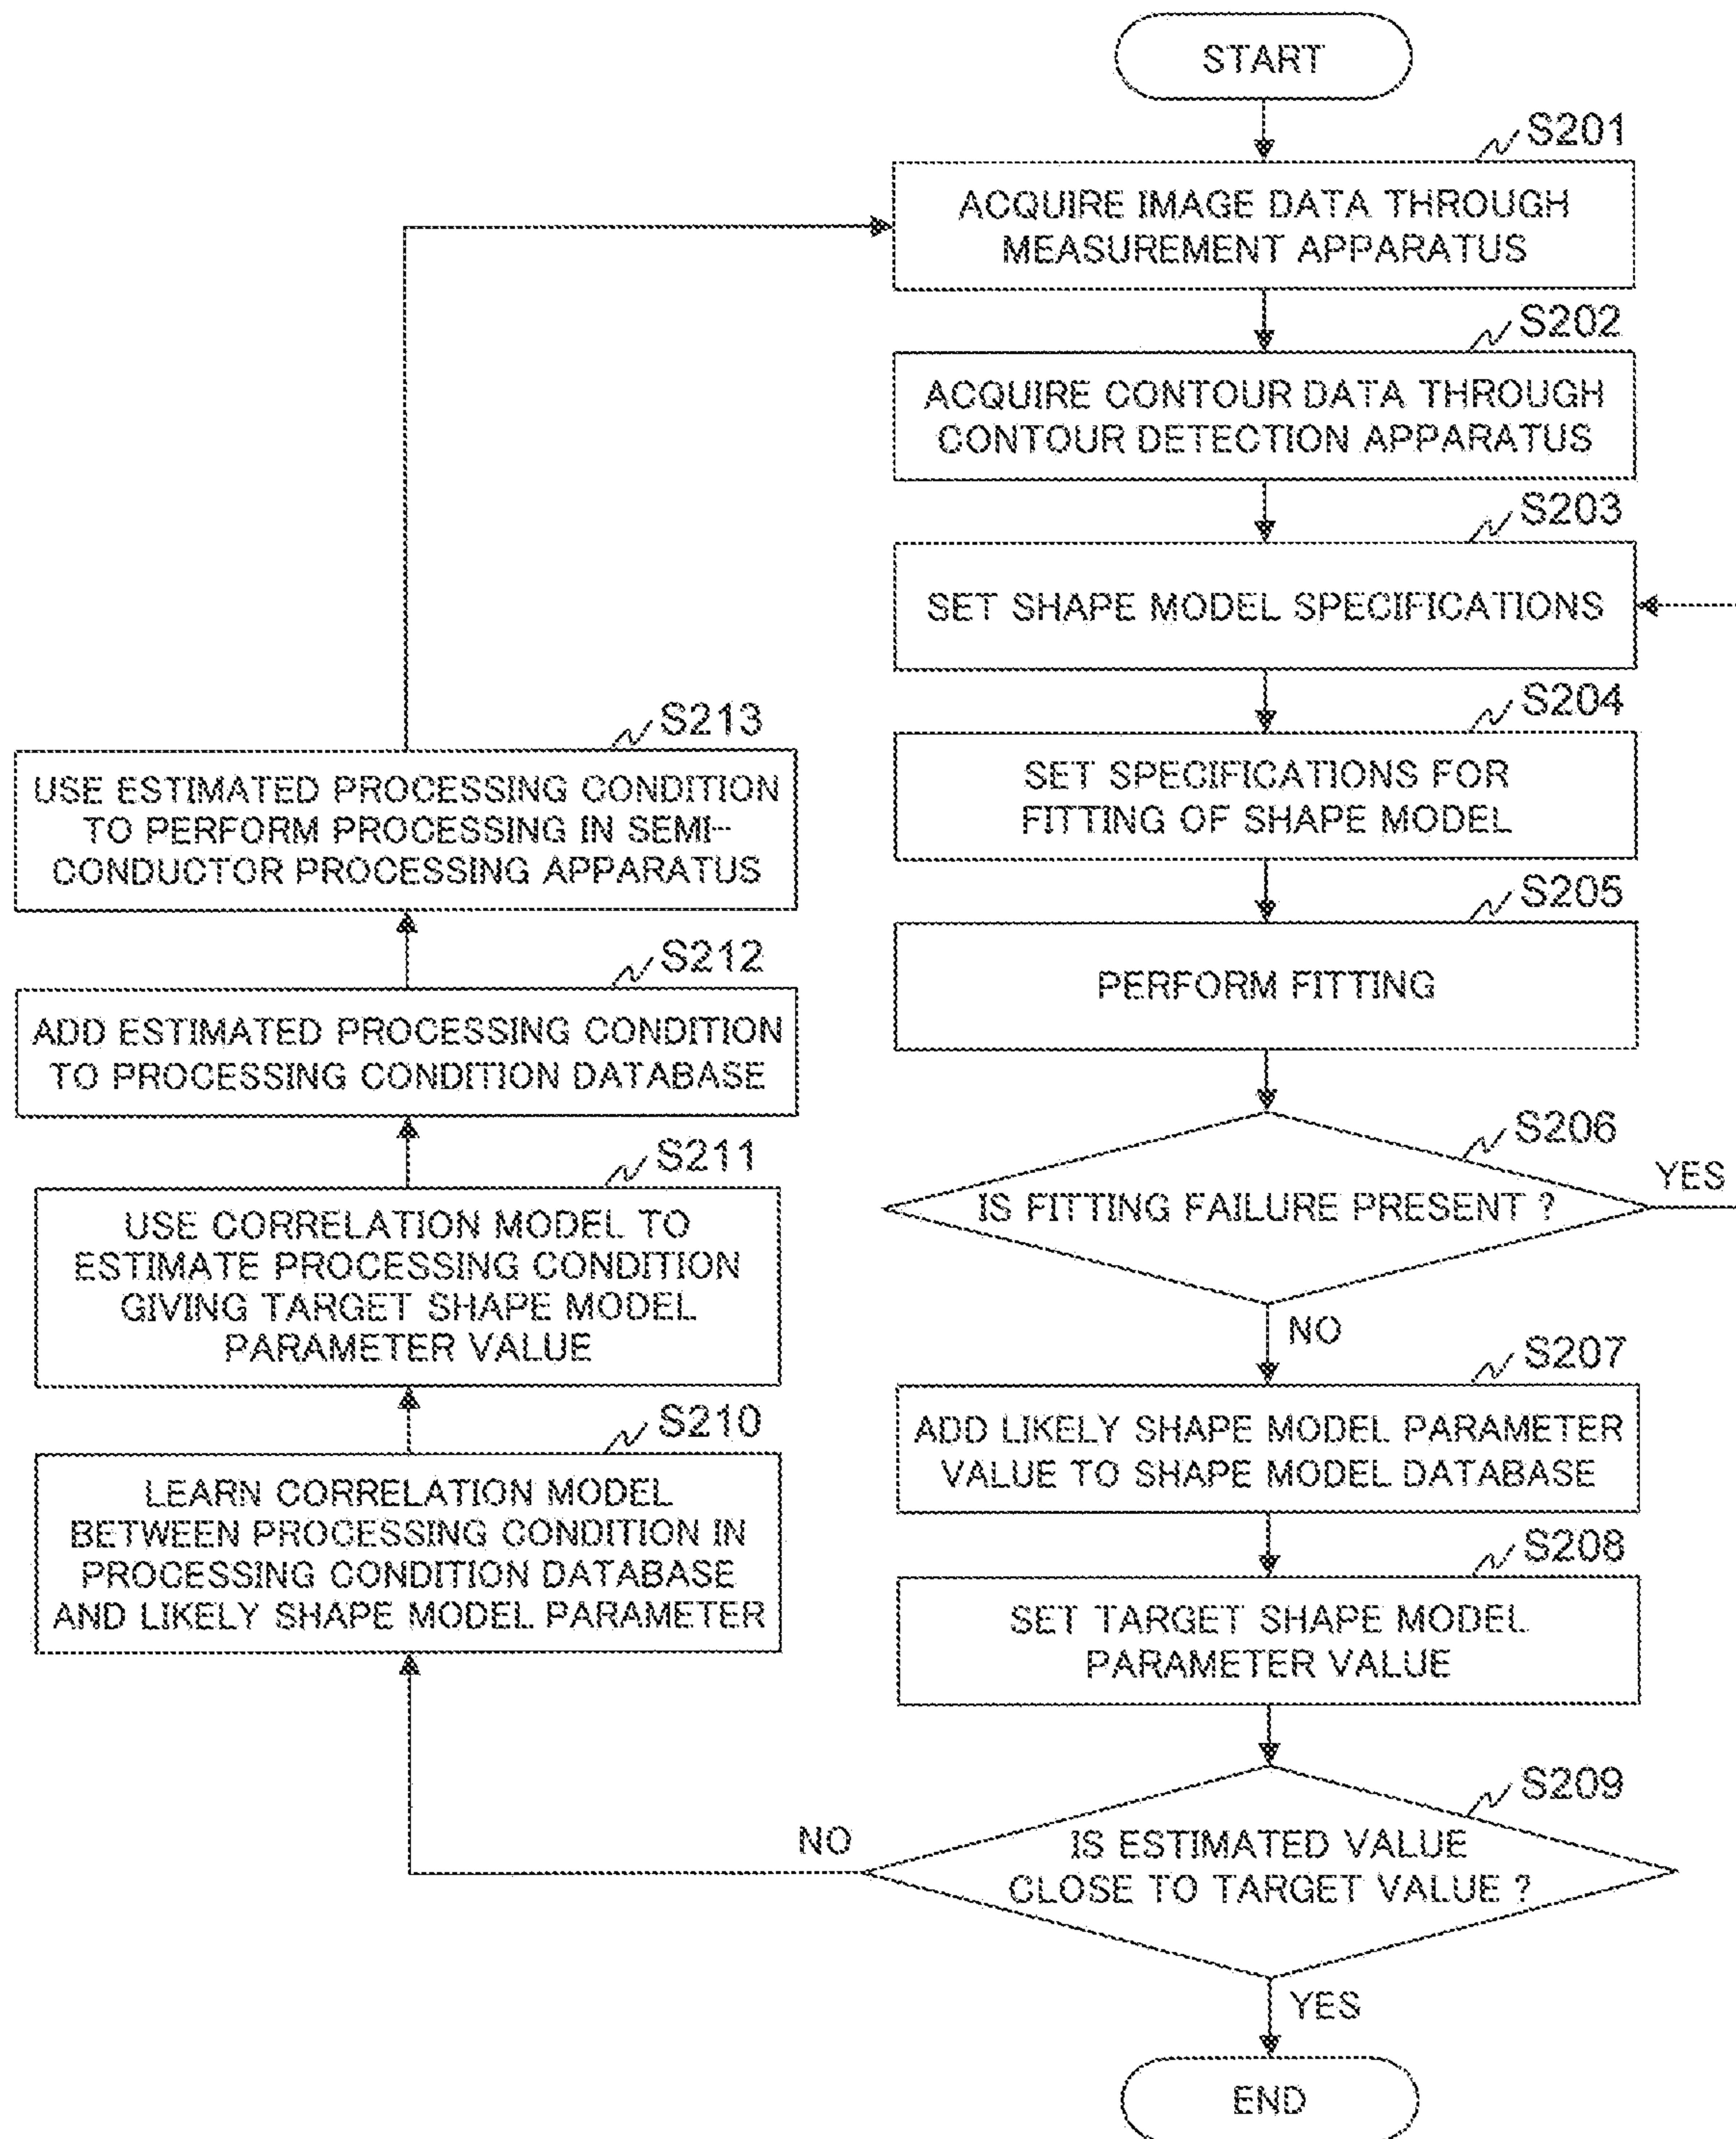 START
S201
ACQUIRE IMAGE DATA THROUGH
MEASUREMENT APPARATUS
S202
ACQUIRE CONTOUR DATA THROUGH
CONTOUR DETECTION APPARATUS
S203
SET SHAPE MODEL SPECIFICATIONS
S204
SET SPECIFICATIONS FOR
FITTING OF SHAPE MODEL
S205
PERFORM FITTING
S206
IS FITTING FAILURE PRESENT ?
YES
NO
S207
ADD LIKELY SHAPE MODEL PARAMETER
VALUE TO SHAPE MODEL DATABASE
S208
SET TARGET SHAPE MODEL
PARAMETER VALUE
S209
IS ESTIMATED VALUE
CLOSE TO TARGET VALUE ?
NO
YES
END
S210
LEARN CORRELATION MODEL
BETWEEN PROCESSING CONDITION IN
PROCESSING CONDITION DATABASE
AND LIKELY SHAPE MODEL PARAMETER
S211
USE CORRELATION MODEL TO
ESTIMATE PROCESSING CONDITION
GIVING TARGET SHAPE MODEL
PARAMETER VALUE
S212
ADD ESTIMATED PROCESSING CONDITION
TO PROCESSING CONDITION DATABASE
S213
USE ESTIMATED PROCESSING CONDITION
TO PERFORM PROCESSING IN SEMI-
CONDUCTOR PROCESSING APPARATUS